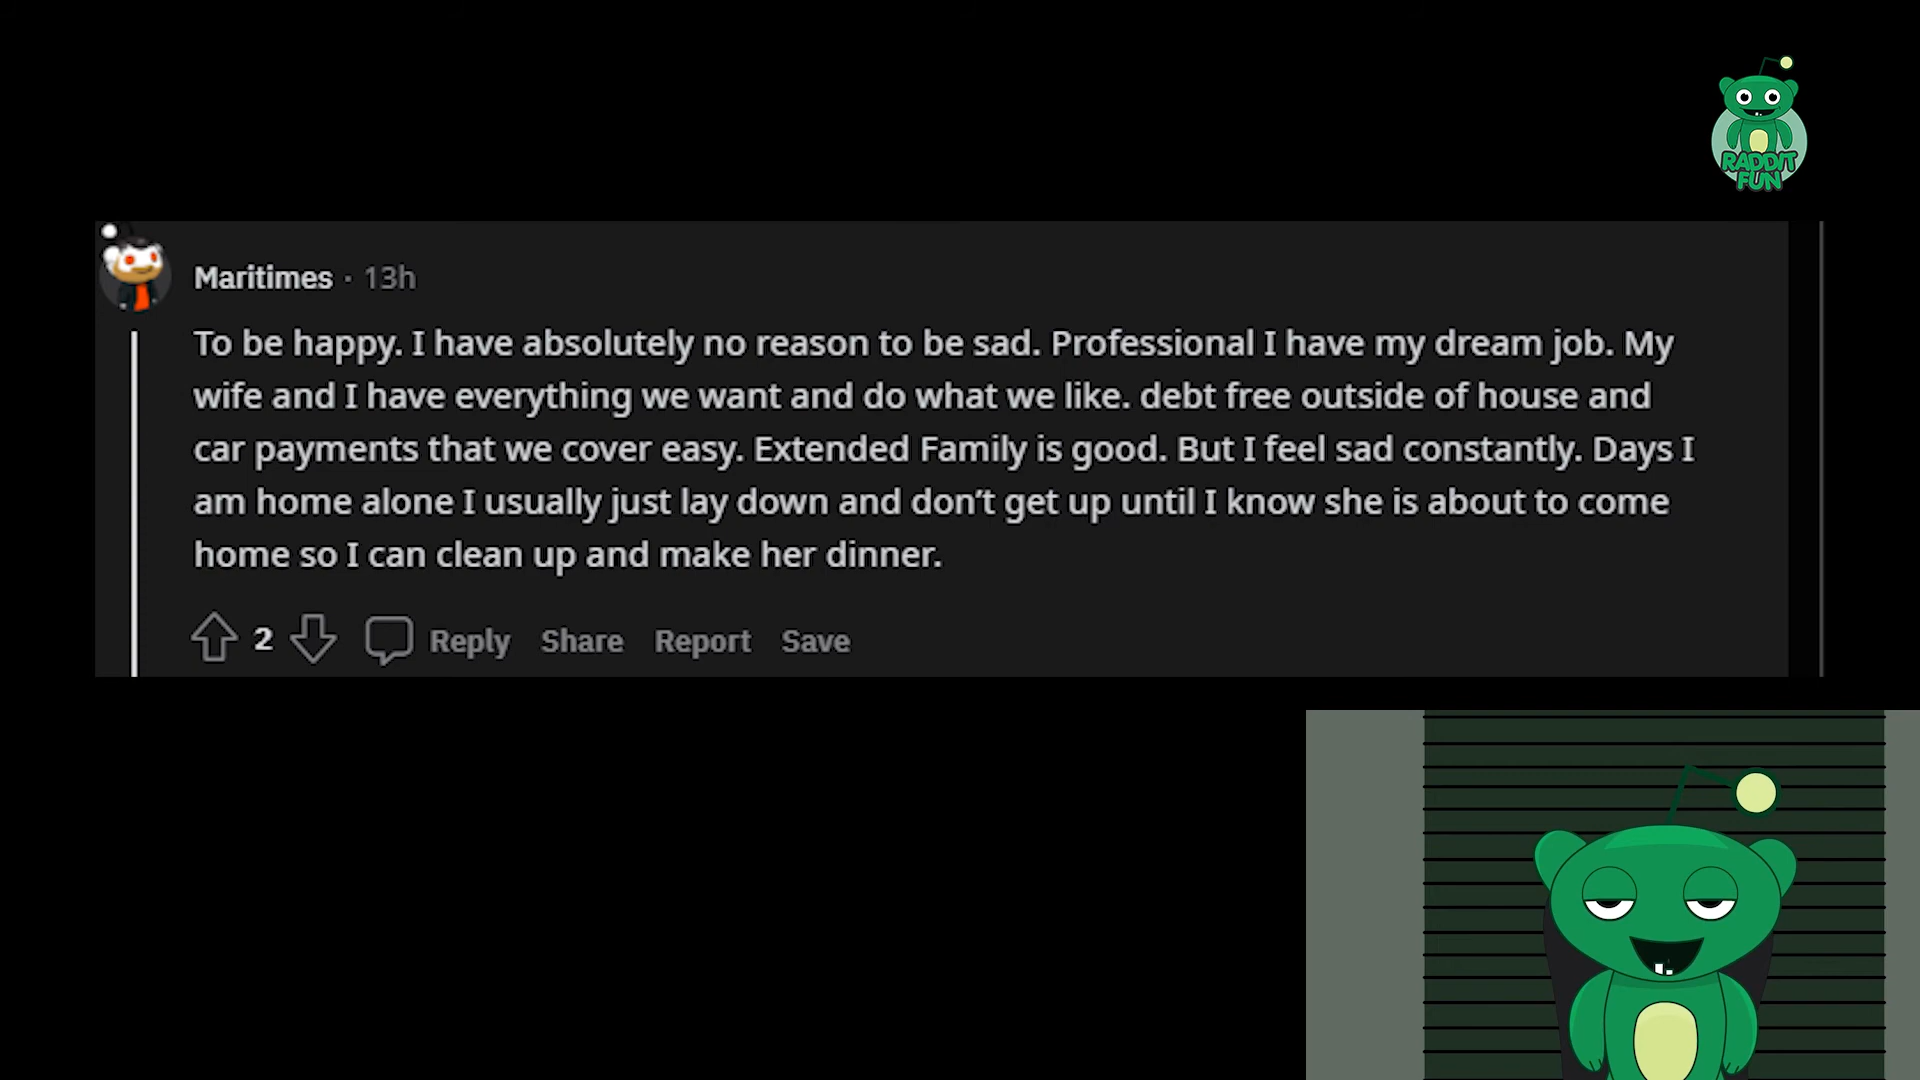 RADDIT
FUN
Maritimes · 13h
To be happy. I have absolutely no reason to be sad. Professional I have my dream job. My
wife and I have everything we want and do what we like. debt free outside of house and
car payments that we cover easy. Extended Family is good. But I feel sad constantly. Days I
am home alone I usually just lay down and don’t get up until I know she is about to come
home so I can clean up and make her dinner.
2 Reply Share Report Save